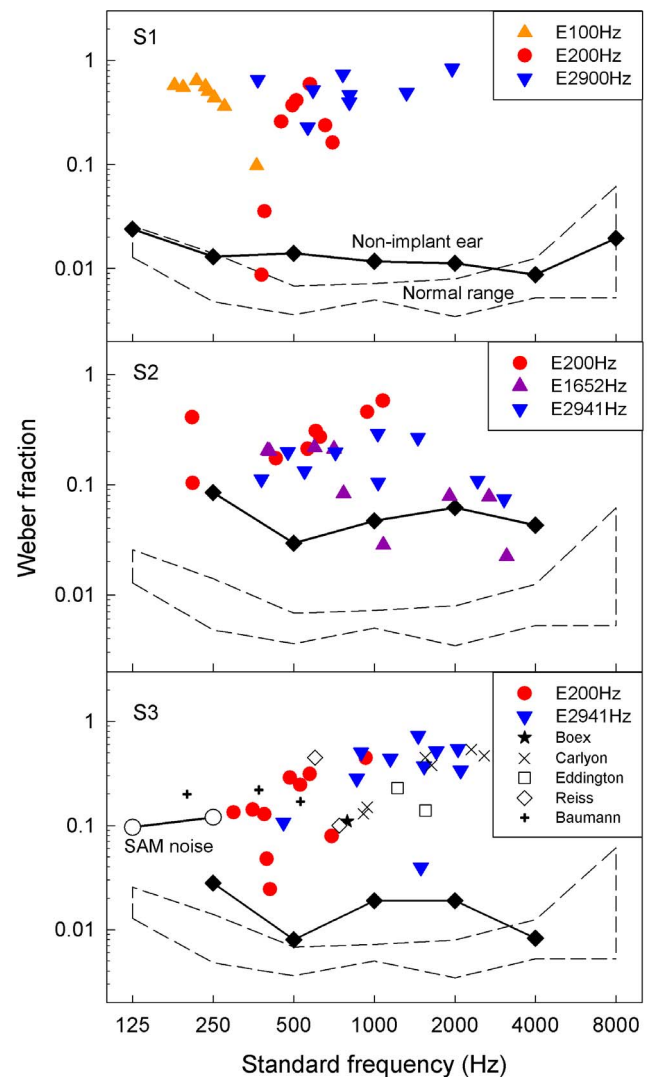 S1
E100Hz
E200Hz
E2900Hz
1
0.1
0.01
Non-implant ear
Normal range
S2
E200Hz
E1652Hz
E2941Hz
1
0.1
0.01
Weber fraction
S3
E200Hz
E2941Hz
Boex
Carlyon
Eddington
Reiss
Baumann
1
0.1
0.01
SAM noise
125 250 500 1000 2000 4000 8000
Standard frequency (Hz)